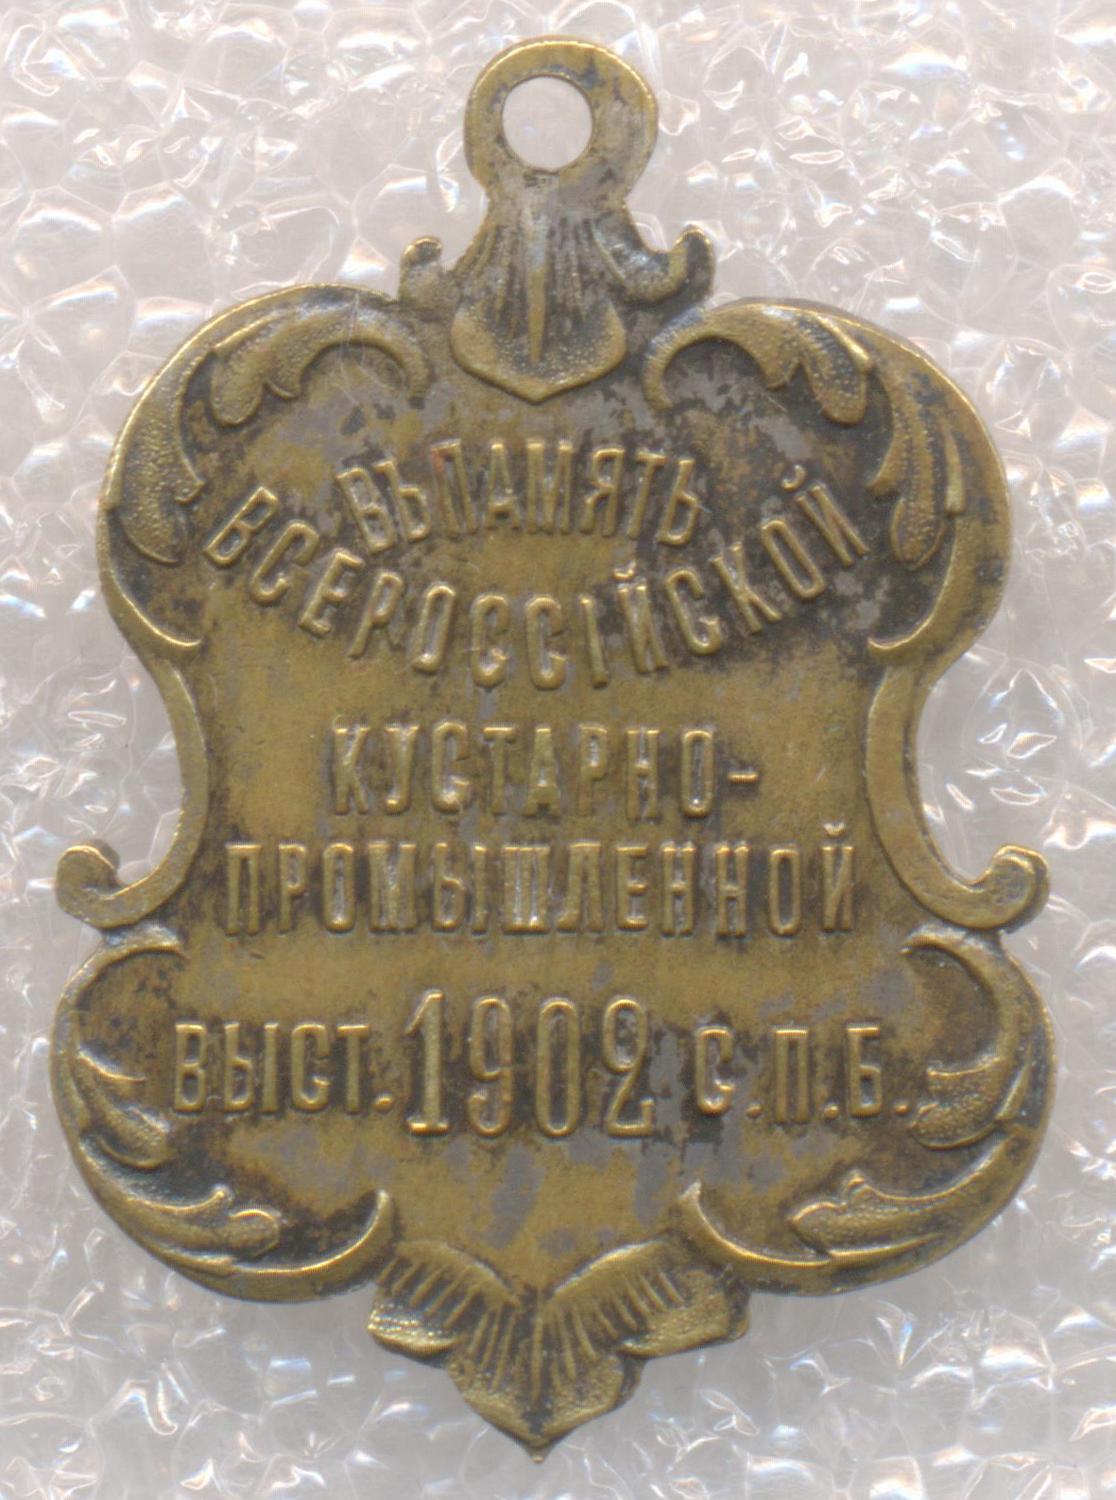 ВЪ ПАМЯТЬ
ВСЕРОССІЙСКОЙ
КУСТАРНО-
ПРОМЫШЛЕННОЙ
ВЫСТ. 1902 С.П.Б.